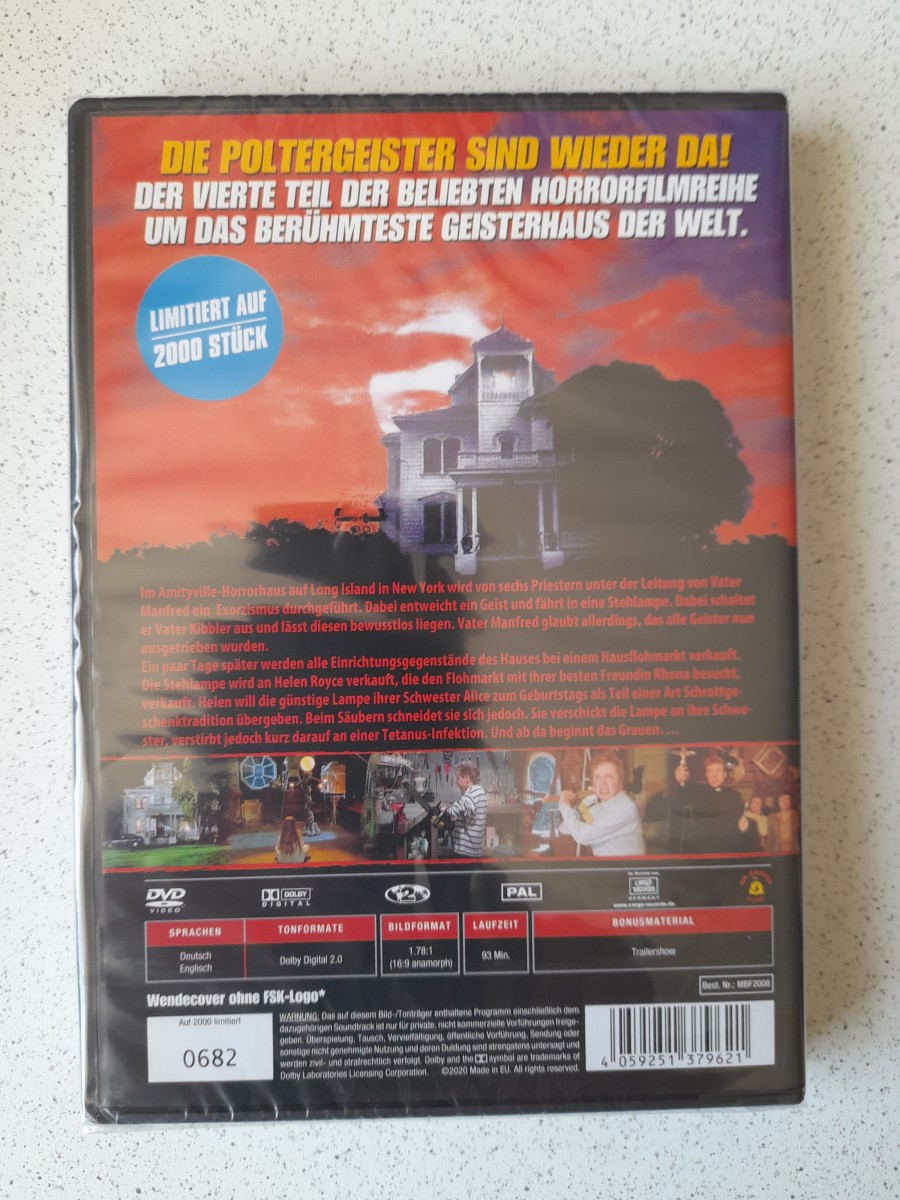 DIE POLTERGEISTER SIND WIEDER DA!
DER VIERTE TEIL DER BELIEBTEN HORRORFILMREIHE
UM DAS BERÜHMTESTE GEISTERHAUS DER WELT.
LIMITIERT AUF
2000 STÜCK
Im Amityville-Horrorhaus auf Long Island in New York wird von sechs Priestern unter der Leitung von Vater
Manfred ein Exorzismus durchgeführt. Dabei entweicht ein Geist und fährt in eine Stehlampe. Dabei schaltet
er Vater Kibbler aus und lässt diesen bewusstlos liegen. Vater Manfred glaubt allerdings, das alle Geister nun
ausgetrieben wurden.
Ein paar Tage später werden alle Einrichtungsgegenstände des Hauses bei einem Hausflohmarkt verkauft.
Die Stehlampe wird an Helen Royce verkauft, die den Flohmarkt mit ihrer besten Freundin Rhona besucht,
verkauft. Helen will die günstige Lampe ihrer Schwester Alice zum Geburtstags als Teil einer Art Schrottge-
schenktradition übergeben. Beim Säubern schneidet sie sich jedoch. Sie verschickt die Lampe an ihre Schwe-
ster, verstirbt jedoch kurz darauf an einer Tetanus-Infektion. Und ab da beginnt das Grauen....
DVD VIDEO
DOLBY DIGITAL
2
PAL
Im Vertrieb von
cargo records
GERMANY
www.cargo-records.de
SPRACHEN
Deutsch
Englisch
TONFORMATE
Dolby Digital 2.0
BILDFORMAT
1.78:1
(16:9 anamorph)
LAUFZEIT
93 Min.
BONUSMATERIAL
Trailershow
Best. Nr.: MBF2008
Wendecover ohne FSK-Logo*
Auf 2000 limitiert
0682
WARNUNG: Das auf diesem Bild-/Tonträger enthaltene Programm einschließlich dem
dazugehörigen Soundtrack ist nur für private, nicht kommerzielle Vorführungen freige-
geben. Überspielung, Tausch, Vervielfältigung, öffentliche Vorführung, Sendung oder
sonstige nicht genehmigte Nutzung und deren Duldung sind strengstens untersagt und
werden zivil- und strafrechtlich verfolgt. Dolby and the symbol are trademarks of
Dolby Laboratories Licensing Corporation. ©2020 Made in EU. All rights reserved.
4 059251 379621